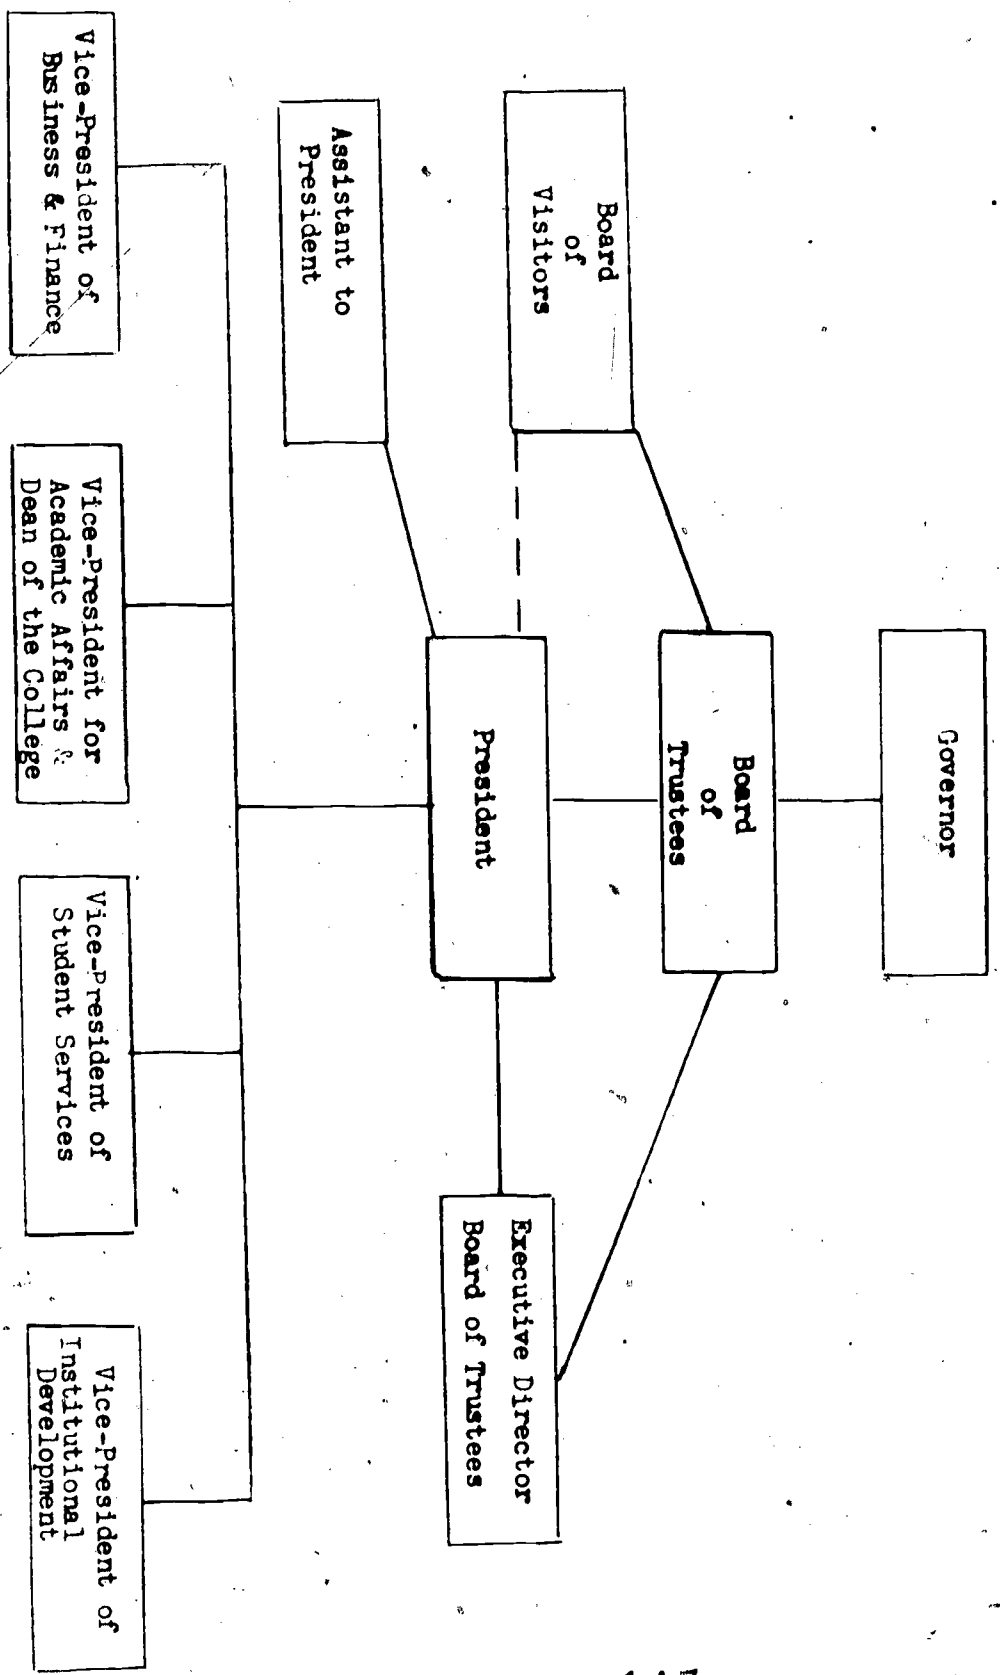 Governor
Board
of
Trustees
Board
of
Visitors
President
Executive Director
Board of Trustees
Assistant to
President
Vice-President of
Business & Finance
Vice-President for
Academic Affairs &
Dean of the College
Vice-President of
Student Services
Vice-President of
Institutional
Development